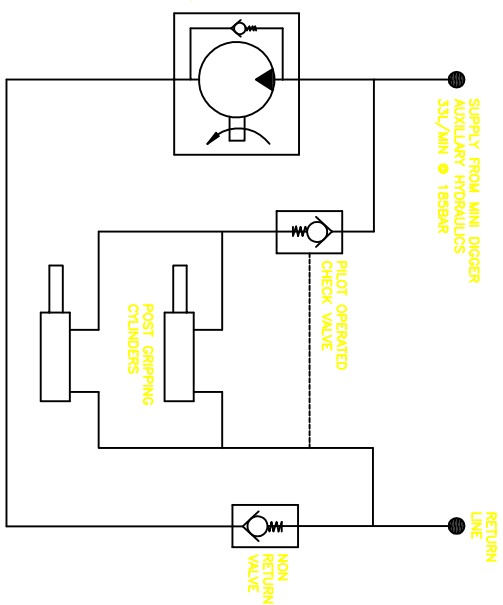 SUPPLY FROM MINI DIGGER
AUXILLARY HYDRAULICS
33L/MIN @ 185BAR
PILOT OPERATED
CHECK VALVE
POST GRIPPING
CYLINDERS
RETURN
LINE
NON
RETURN
VALVE